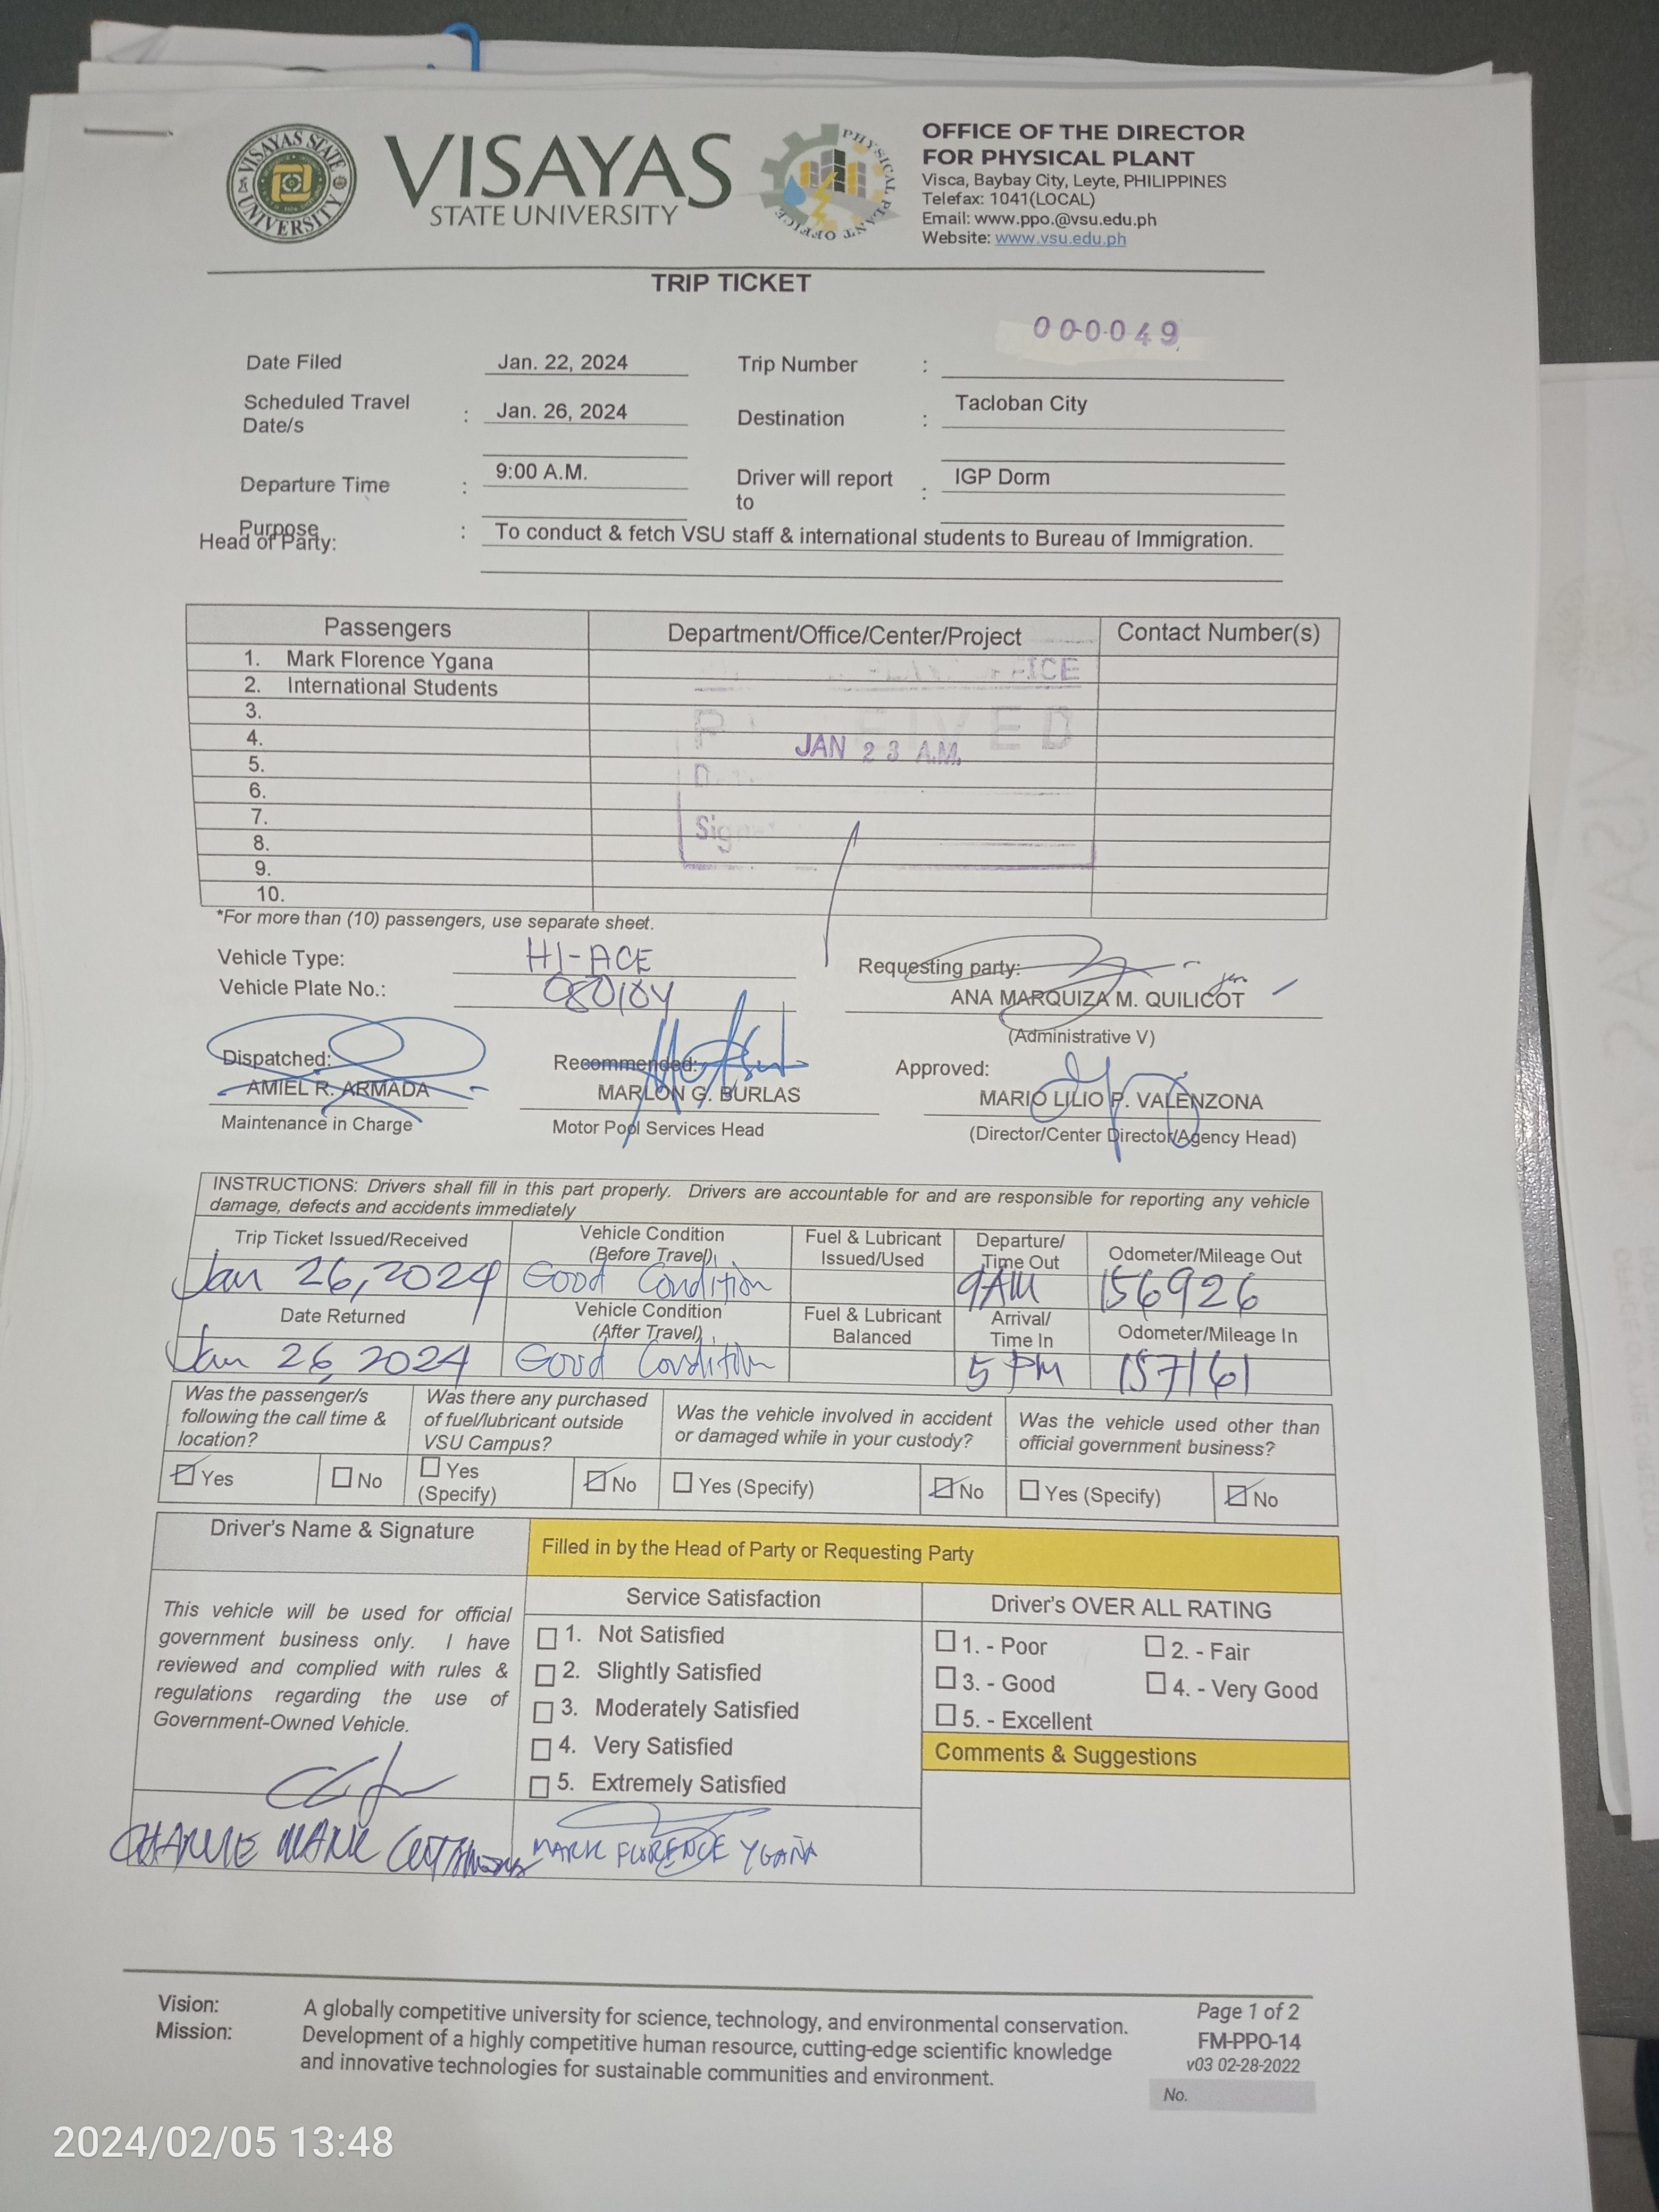 VISAYAS STATE UNIVERSITY
VISAYAS
STATE UNIVERSITY
PHYSICAL PLANT OFFICE
OFFICE OF THE DIRECTOR
FOR PHYSICAL PLANT
Visca, Baybay City, Leyte, PHILIPPINES
Telefax: 1041(LOCAL)
Email: www.ppo.@vsu.edu.ph
Website: www.vsu.edu.ph
TRIP TICKET
000049
Date Filed Jan. 22, 2024 Trip Number :
Scheduled Travel Date/s : Jan. 26, 2024 Destination : Tacloban City
Departure Time : 9:00 A.M. Driver will report to : IGP Dorm
Purpose : To conduct & fetch VSU staff & international students to Bureau of Immigration.
Head of Party:
Passengers Department/Office/Center/Project Contact Number(s)
1. Mark Florence Ygana
2. International Students
3.
4.
5.
6.
7.
8.
9.
10.
JAN 23 A.M.
*For more than (10) passengers, use separate sheet.
Vehicle Type: HI-ACE
Vehicle Plate No.:
Requesting party:
ANA MARQUIZA M. QUILICOT
(Administrative V)
Dispatched: Recommended: Approved:
AMIEL R. ARMADA MARLON G. BURLAS MARIO LILIO P. VALENZONA
Maintenance in Charge Motor Pool Services Head (Director/Center Director/Agency Head)
INSTRUCTIONS: Drivers shall fill in this part properly. Drivers are accountable for and are responsible for reporting any vehicle
damage, defects and accidents immediately
Trip Ticket Issued/Received Vehicle Condition (Before Travel) Fuel & Lubricant Issued/Used Departure/ Time Out Odometer/Mileage Out
Jan 26, 2024 Good Condition 9AM 156926
Date Returned Vehicle Condition (After Travel) Fuel & Lubricant Balanced Arrival/ Time In Odometer/Mileage In
Jan 26, 2024 Good Condition 5 PM 157161
Was the passenger/s following the call time & location? Was there any purchased of fuel/lubricant outside VSU Campus? Was the vehicle involved in accident or damaged while in your custody? Was the vehicle used other than official government business?
Yes No Yes (Specify) No Yes (Specify) No Yes (Specify) No
Driver's Name & Signature
Filled in by the Head of Party or Requesting Party
This vehicle will be used for official
government business only. I have
reviewed and complied with rules &
regulations regarding the use of
Government-Owned Vehicle.
Service Satisfaction
1. Not Satisfied
2. Slightly Satisfied
3. Moderately Satisfied
4. Very Satisfied
5. Extremely Satisfied
Driver's OVER ALL RATING
1. - Poor 2. - Fair
3. - Good 4. - Very Good
5. - Excellent
Comments & Suggestions
CHARLIE MARK
MARK FLORENCE YGAÑA
Vision: A globally competitive university for science, technology, and environmental conservation.
Mission: Development of a highly competitive human resource, cutting-edge scientific knowledge
and innovative technologies for sustainable communities and environment.
Page 1 of 2
FM-PPO-14
v03 02-28-2022
No.
2024/02/05 13:48